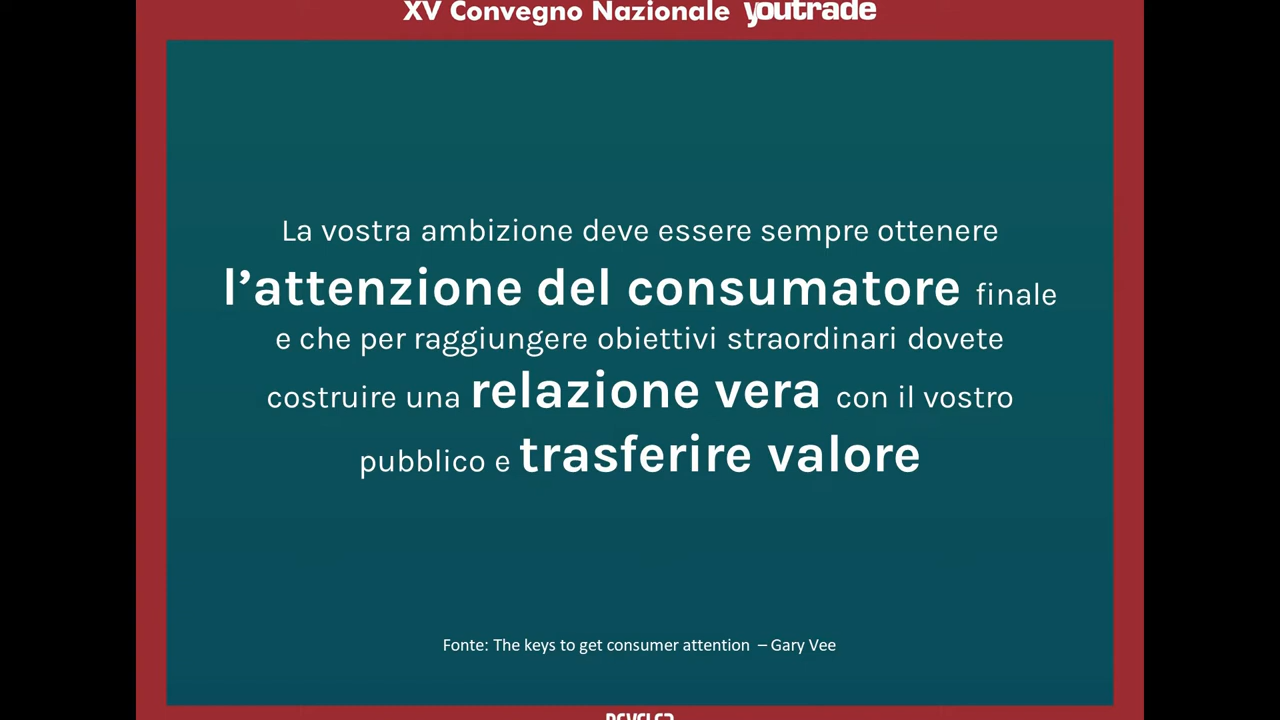 XV Convegno Nazionale youtrade
La vostra ambizione deve essere sempre ottenere
l’attenzione del consumatore finale
e che per raggiungere obiettivi straordinari dovete
costruire una relazione vera con il vostro
pubblico e trasferire valore
Fonte: The keys to get consumer attention – Gary Vee